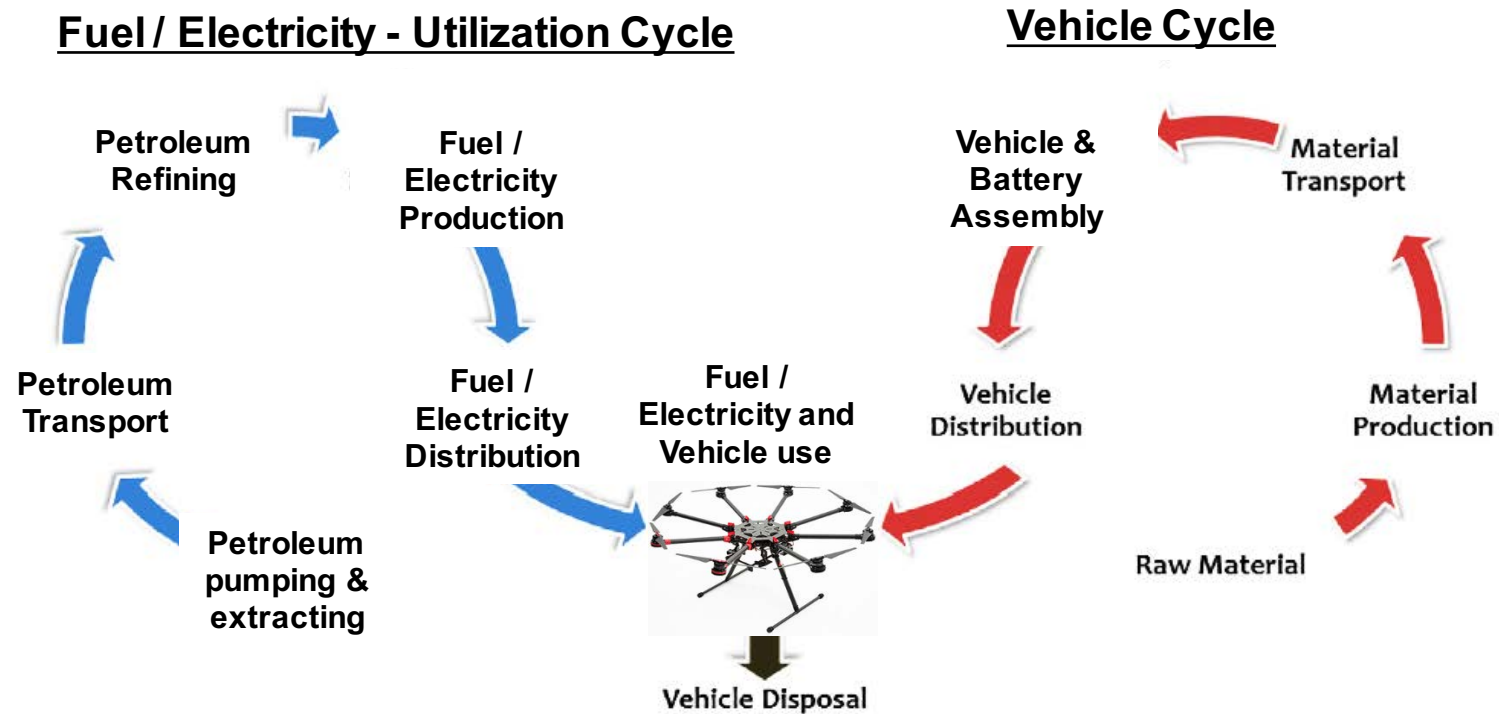 Fuel / Electricity - Utilization Cycle
Vehicle Cycle
Petroleum
Refining
Fuel /
Electricity
Production
Vehicle &
Battery
Assembly
Material
Transport
Petroleum
Transport
Fuel /
Electricity
Distribution
Fuel /
Electricity and
Vehicle use
Vehicle
Distribution
Material
Production
Petroleum
pumping &
extracting
Raw Material
Vehicle Disposal